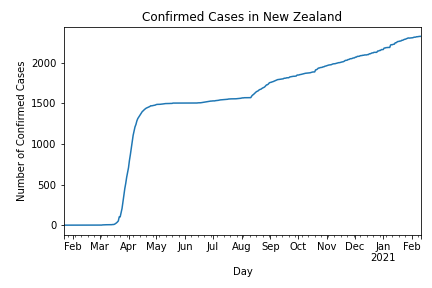 Confirmed Cases in New Zealand
Number of Confirmed Cases
2000
1500
1000
500
0
Feb Mar Apr May Jun Jul Aug Sep Oct Nov Dec Jan Feb
2021
Day